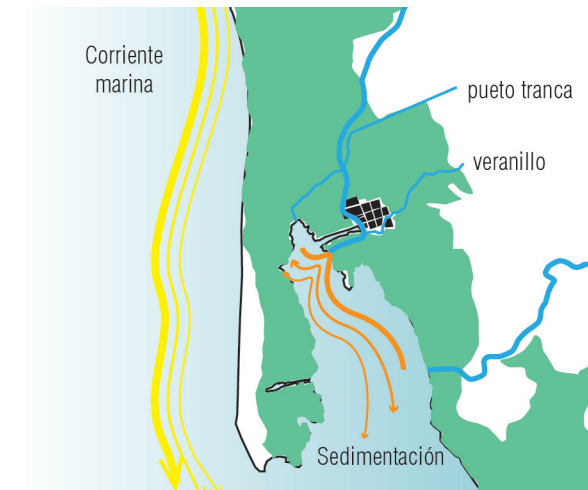 Corriente
marina
pueto tranca
veranillo
Sedimentación